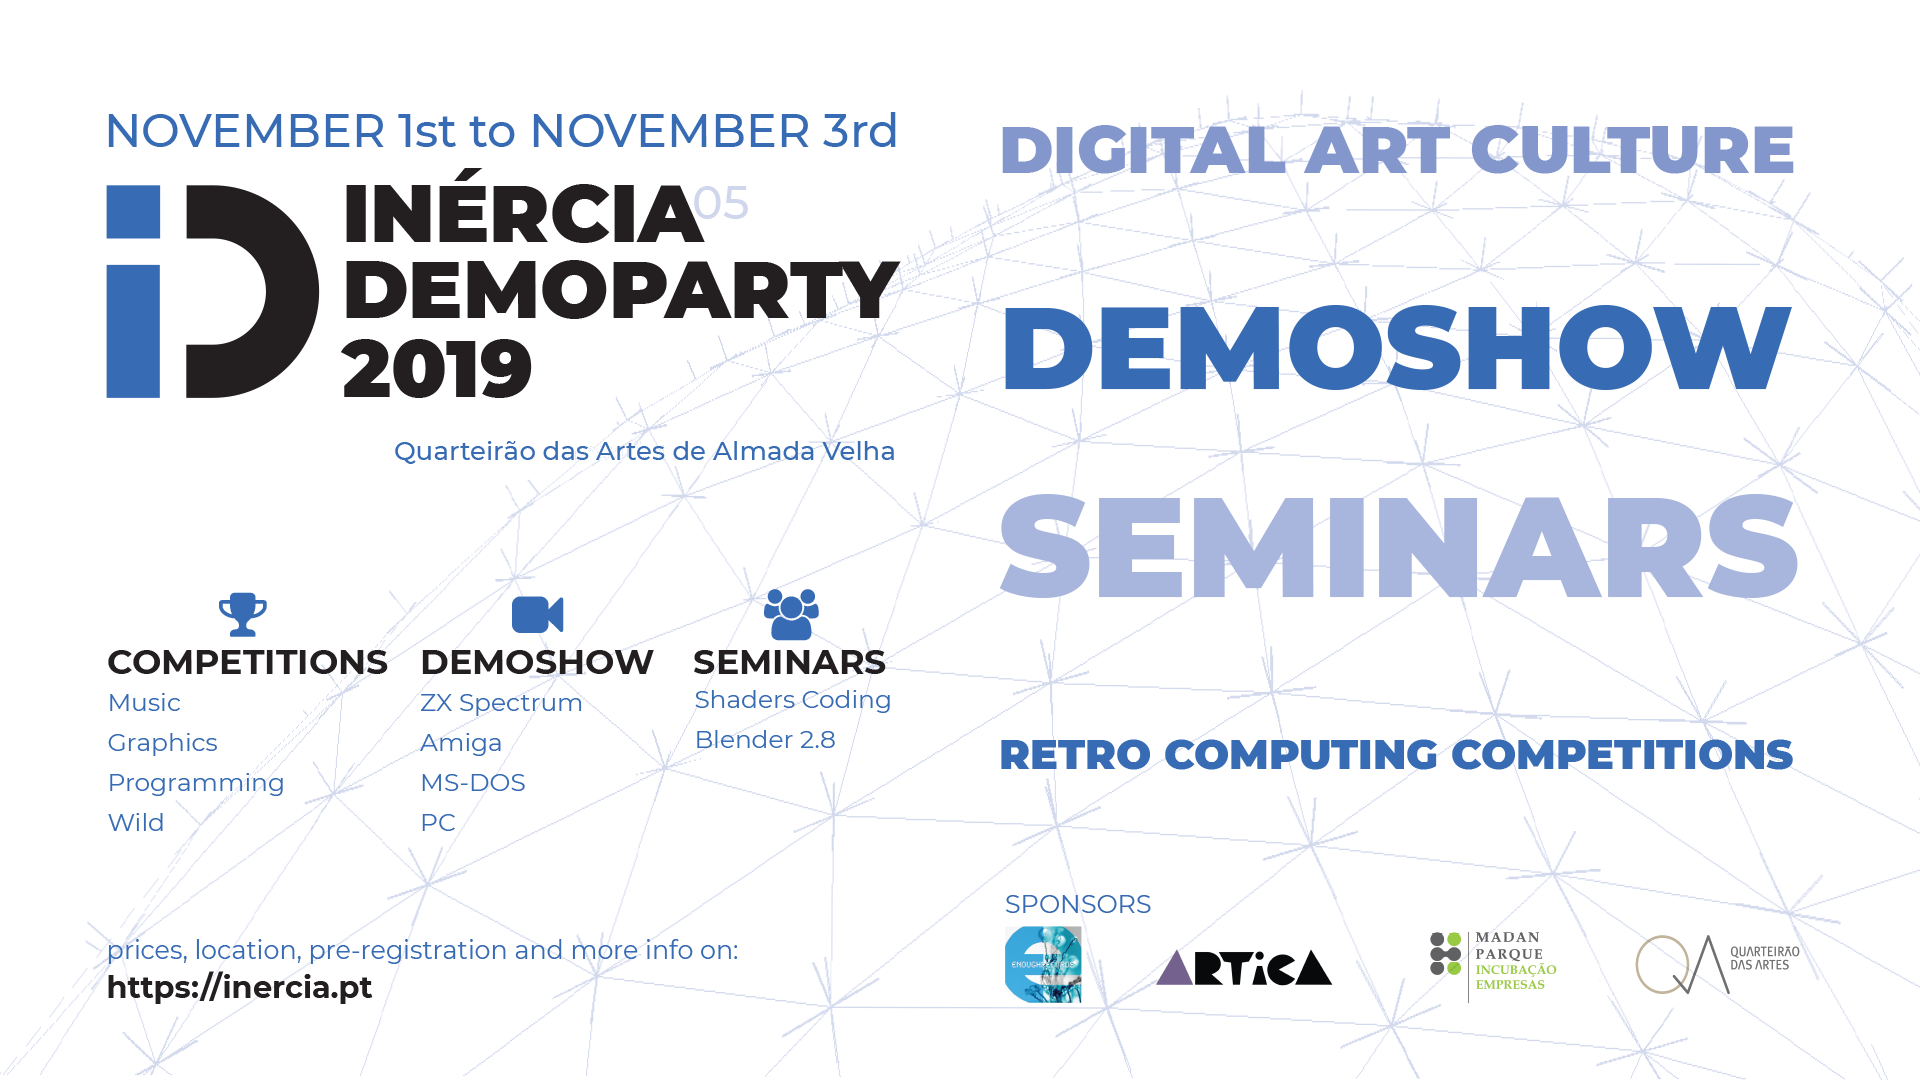 NOVEMBER 1st to NOVEMBER 3rd
iD
INÉRCIA 05
DEMOPARTY
2019
Quarteirão das Artes de Almada Velha
COMPETITIONS
Music
Graphics
Programming
Wild
DEMOSHOW
ZX Spectrum
Amiga
MS-DOS
PC
SEMINARS
Shaders Coding
Blender 2.8
prices, location, pre-registration and more info on:
https://inercia.pt
DIGITAL ART CULTURE
DEMOSHOW
SEMINARS
RETRO COMPUTING COMPETITIONS
SPONSORS
ENOUGHRECORDS
ARTiCA
MADAN
PARQUE
INCUBAÇÃO
EMPRESAS
QA
QUARTEIRÃO
DAS ARTES